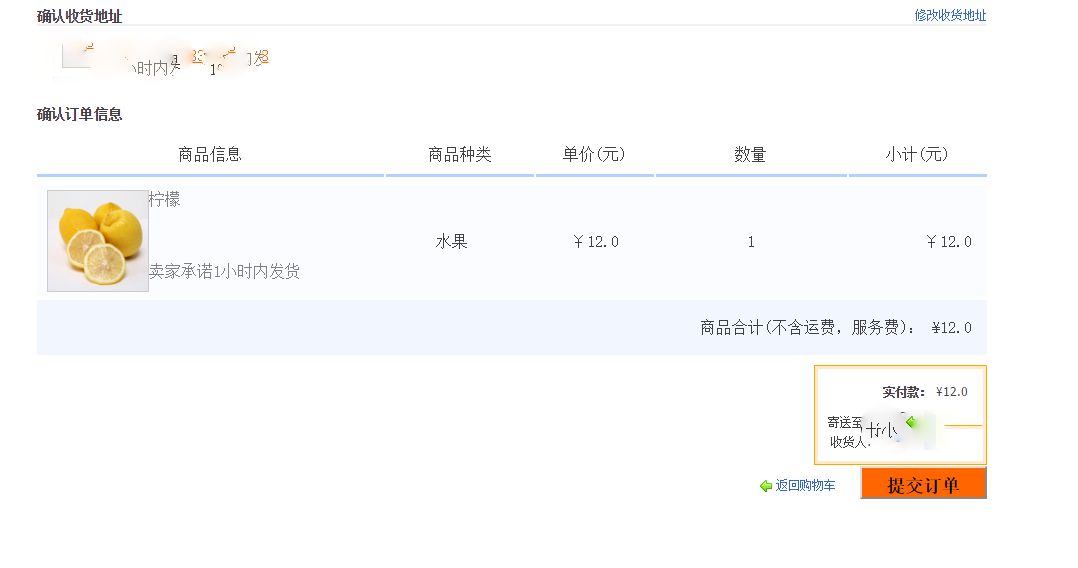 确认收货地址
修改收货地址
小时内发
确认订单信息
商品信息 商品种类 单价(元) 数量 小计(元)
柠檬
水果 ￥12.0 1 ￥12.0
卖家承诺1小时内发货
商品合计(不含运费，服务费)： ¥12.0
实付款： ¥12.0
寄送至
收货人:
返回购物车 提交订单